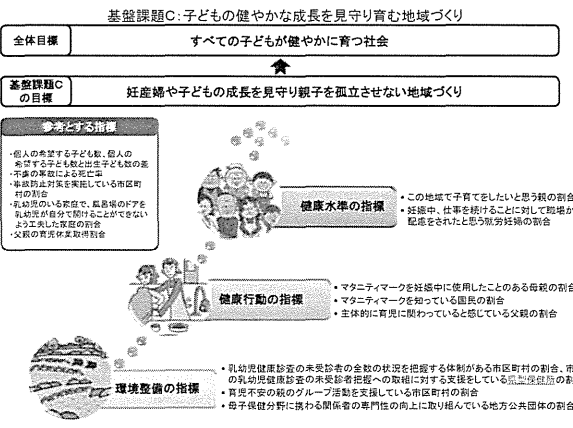 基盤課題C：子どもの健やかな成長を見守り育む地域づくり
全体目標
すべての子どもが健やかに育つ社会
基盤課題C
の目標
妊産婦や子どもの成長を見守り親子を孤立させない地域づくり
参考とする指標
・個人の希望する子ども数、個人の
希望する子ども数と出生子ども数の差
・不慮の事故による死亡率
・事故防止対策を実施している市区町
村の割合
・乳幼児のいる家庭で、風呂場のドアを
乳幼児が自分で開けることができない
よう工夫した家庭の割合
・父親の育児休業取得割合
健康水準の指標
• この地域で子育てをしたいと思う親の割合
• 妊娠中、仕事を続けることに対して職場か
配慮をされたと思う就労妊婦の割合
健康行動の指標
• マタニティマークを妊娠中に使用したことのある母親の割合
• マタニティマークを知っている国民の割合
• 主体的に育児に関わっていると感じている父親の割合
環境整備の指標
• 乳幼児健康診査の未受診者の全数の状況を把握する体制がある市区町村の割合、市
の乳幼児健康診査の未受診者把握への取組に対する支援をしている県型保健所の割
• 育児不安の親のグループ活動を支援している市区町村の割合
• 母子保健分野に携わる関係者の専門性の向上に取り組んでいる地方公共団体の割合